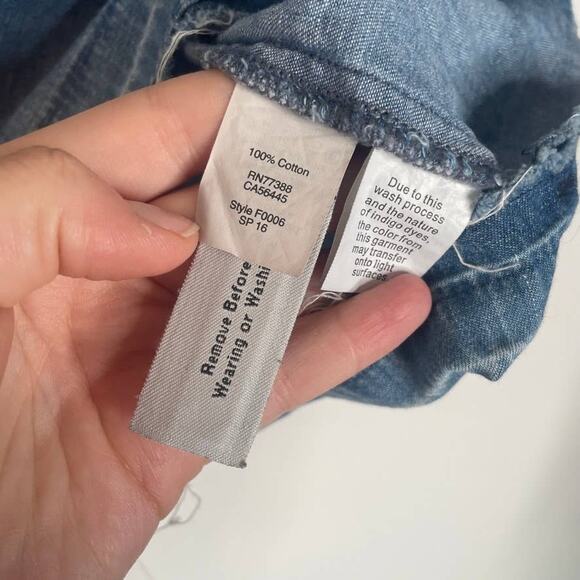 100% Cotton
RN77388
CA56445
Style F0006
SP 16
Remove Before
Wearing or Washi
Due to this
wash process
and the nature
of indigo dyes,
the color from
this garment
may transfer
onto light
surfaces.